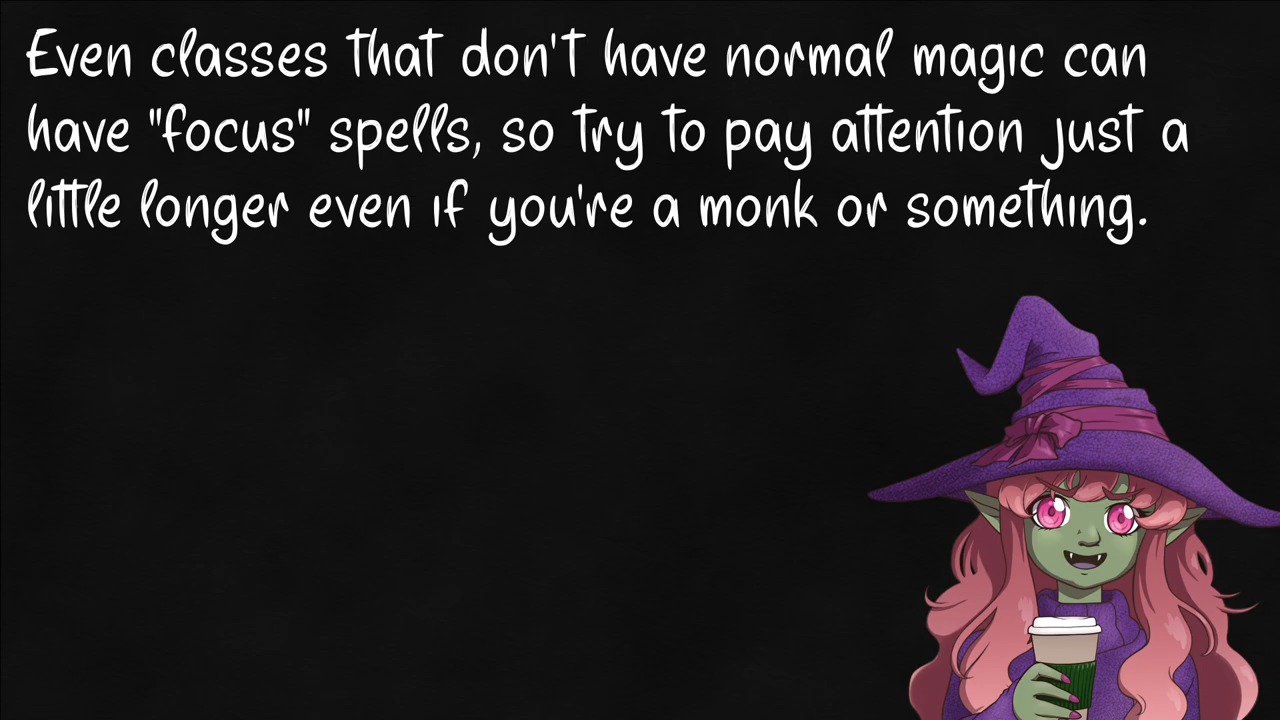 Even classes that don't have normal magic can
have "focus" spells, so try to pay attention just a
little longer even if you're a monk or something.